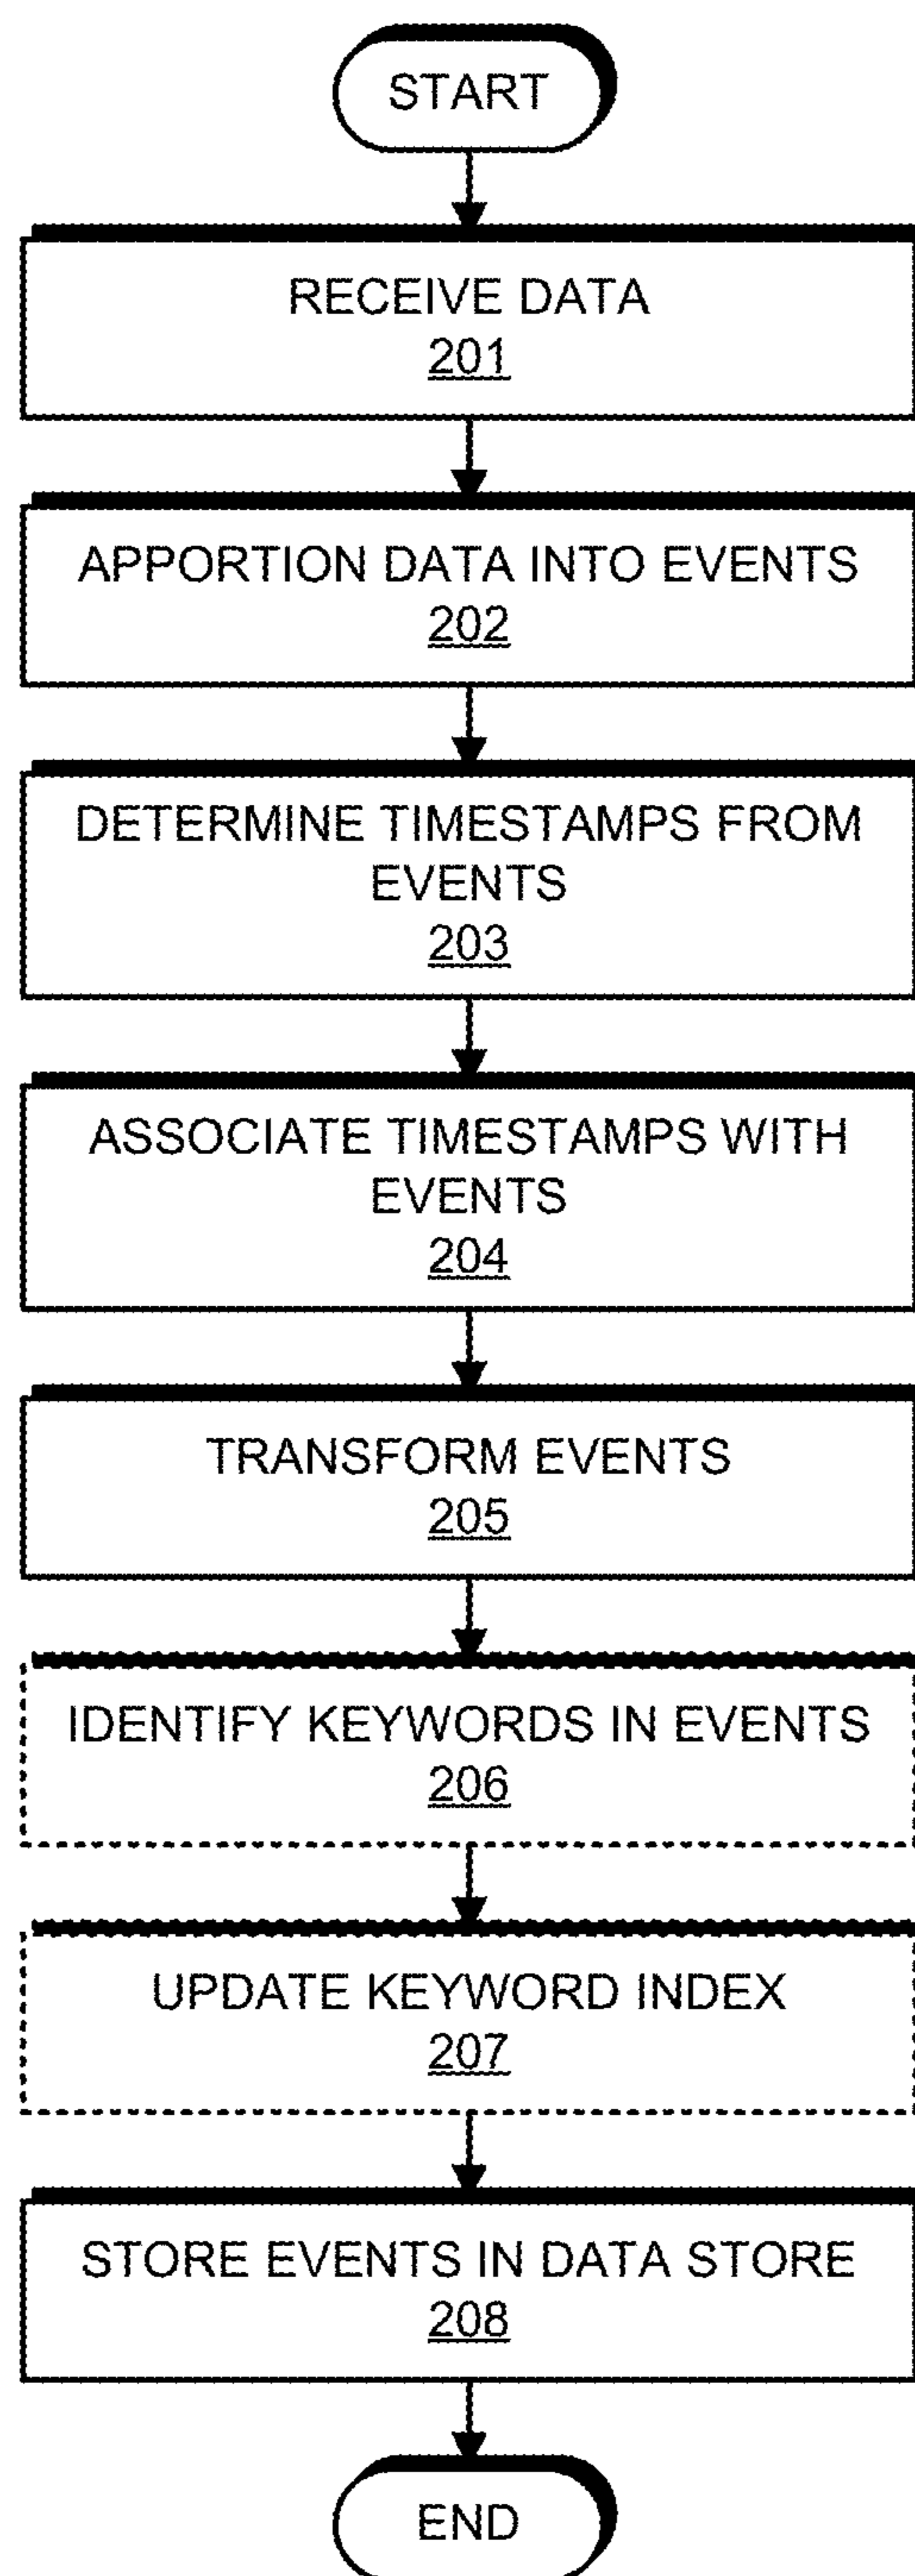 START
RECEIVE DATA
201
APPORTION DATA INTO EVENTS
202
DETERMINE TIMESTAMPS FROM
EVENTS
203
ASSOCIATE TIMESTAMPS WITH
EVENTS
204
TRANSFORM EVENTS
205
IDENTIFY KEYWORDS IN EVENTS
206
UPDATE KEYWORD INDEX
207
STORE EVENTS IN DATA STORE
208
END